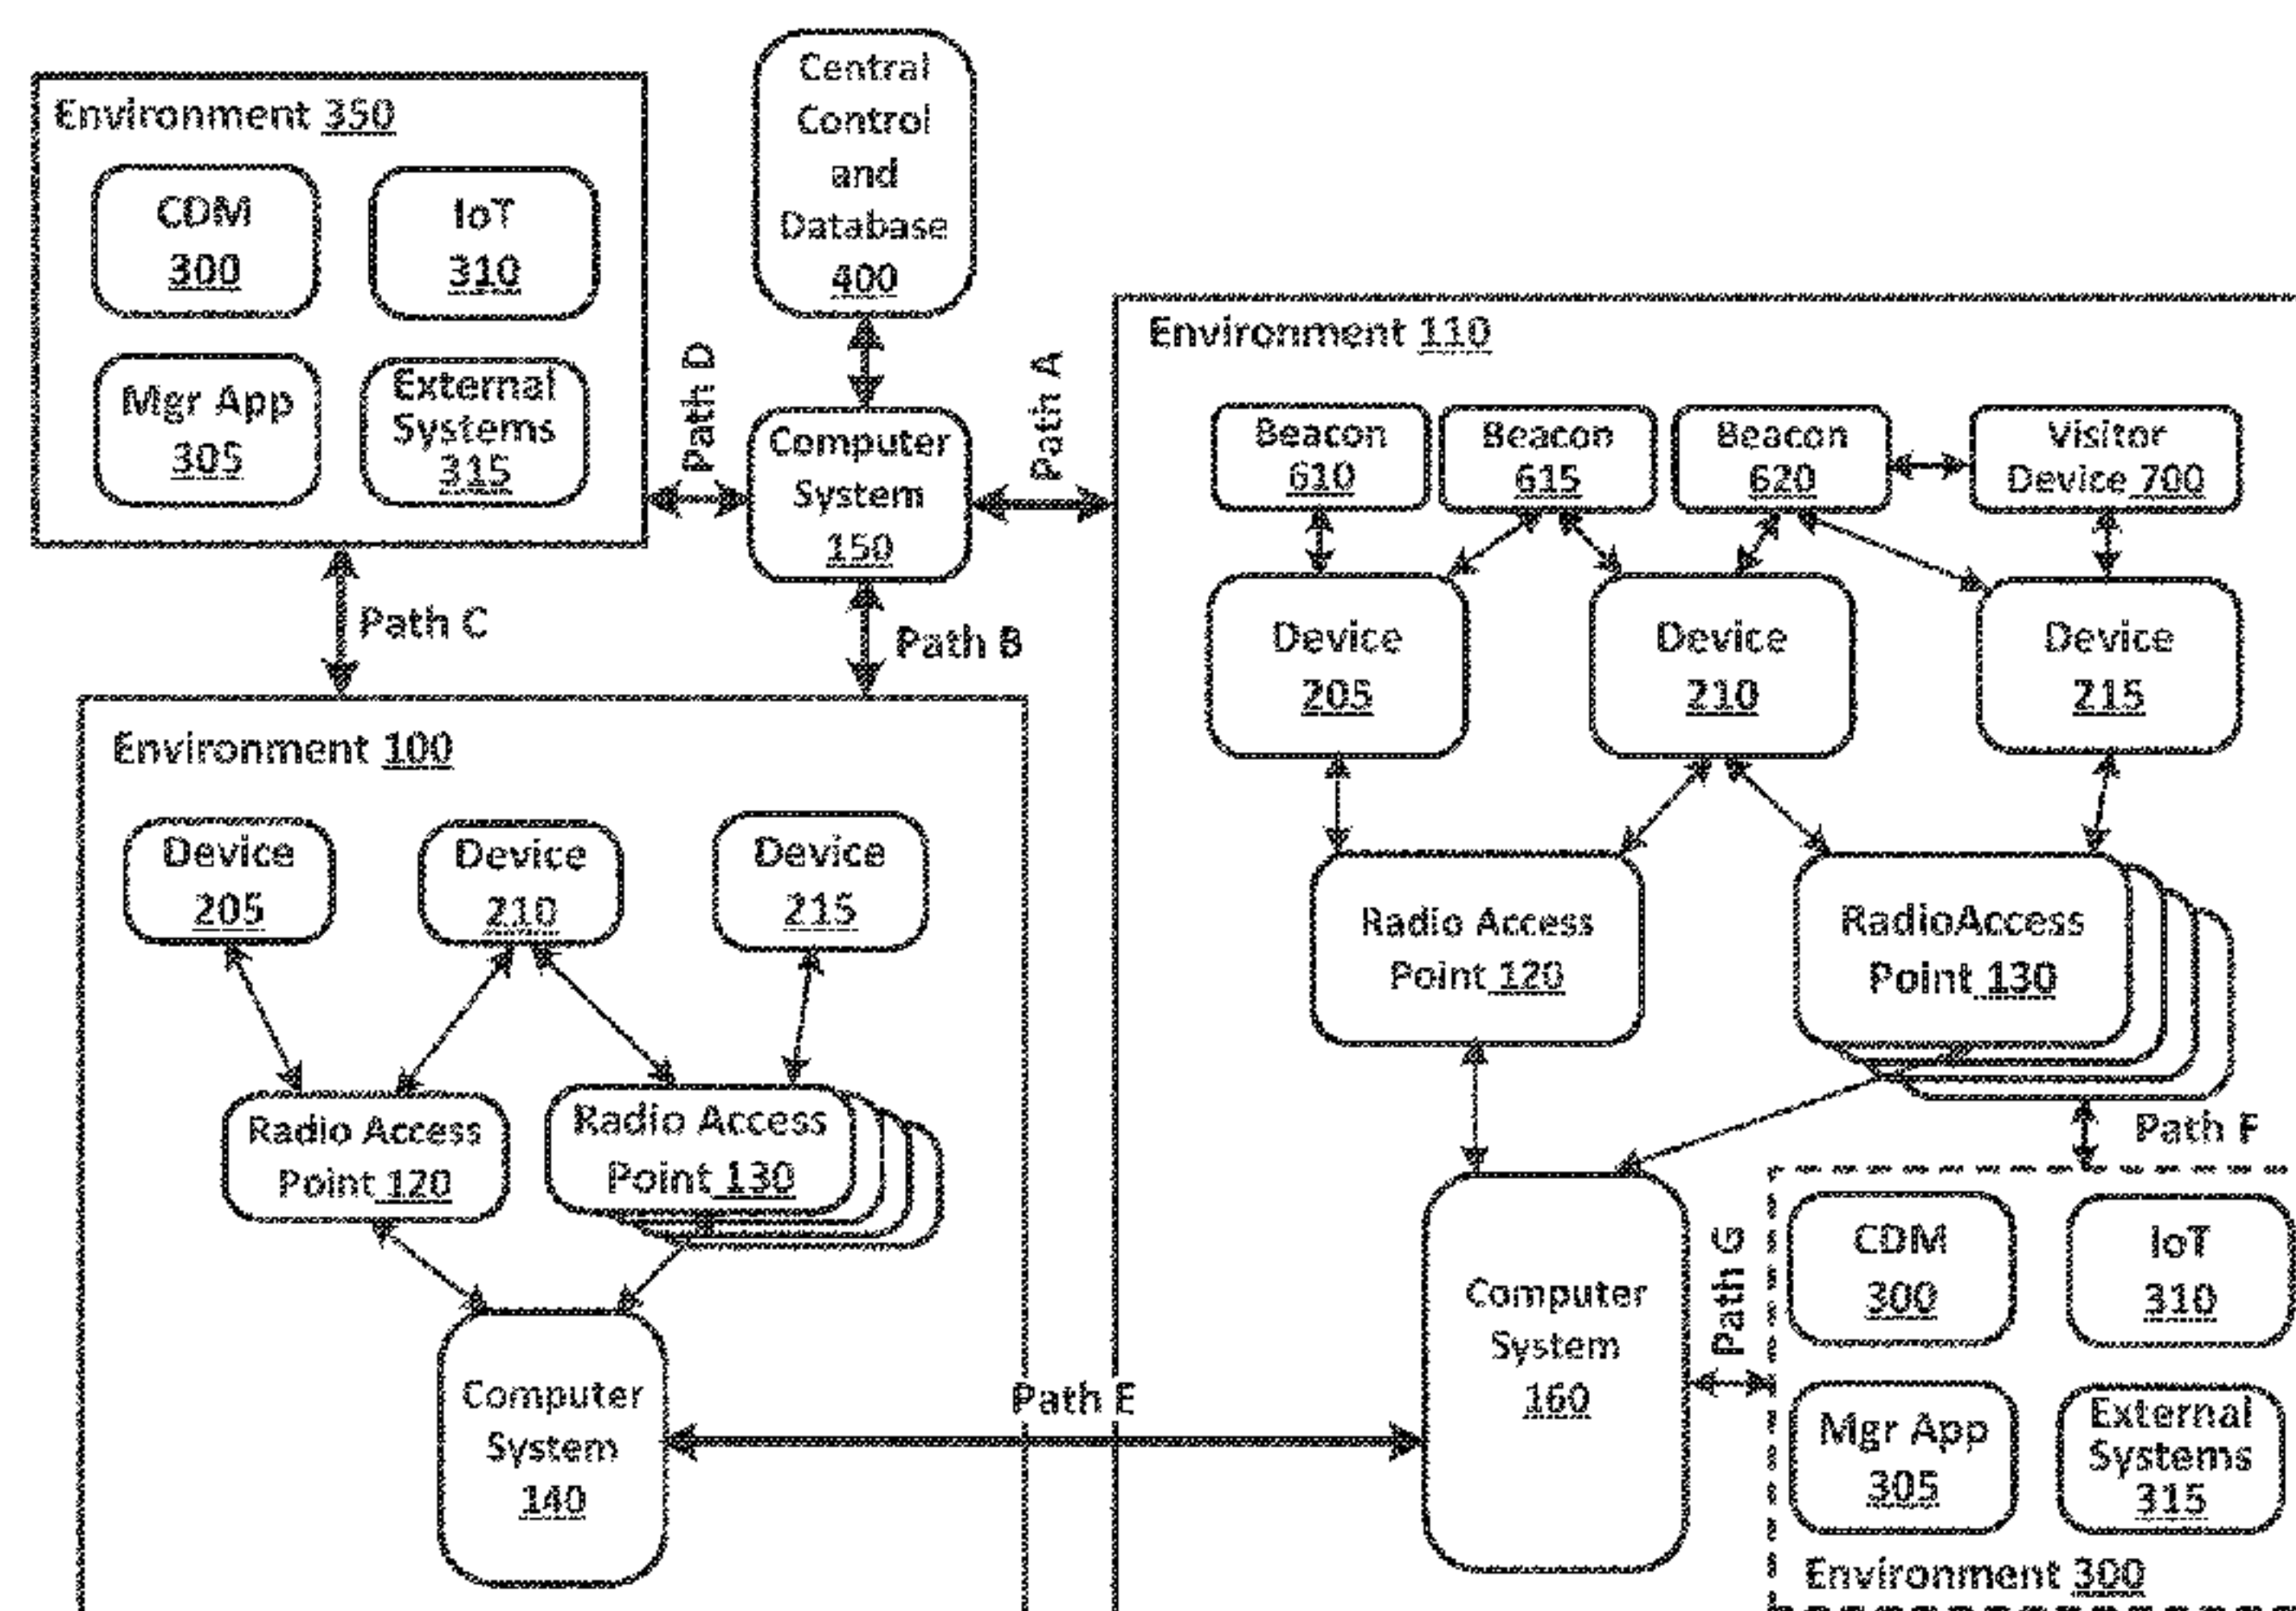 Environment 350
CDM
300
IoT
310
Mgr App
305
External
Systems
315
Central
Control
and
Database
400
Path D
Computer
System
150
Path A
Path C
Path B
Environment 100
Device
205
Device
210
Device
215
Radio Access
Point 120
Radio Access
Point 130
Computer
System
140
Path E
Environment 110
Beacon
610
Beacon
615
Beacon
620
Visitor
Device 700
Device
205
Device
210
Device
215
Radio Access
Point 120
RadioAccess
Point 130
Path F
Computer
System
160
Path G
CDM
300
IoT
310
Mgr App
305
External
Systems
315
Environment 300